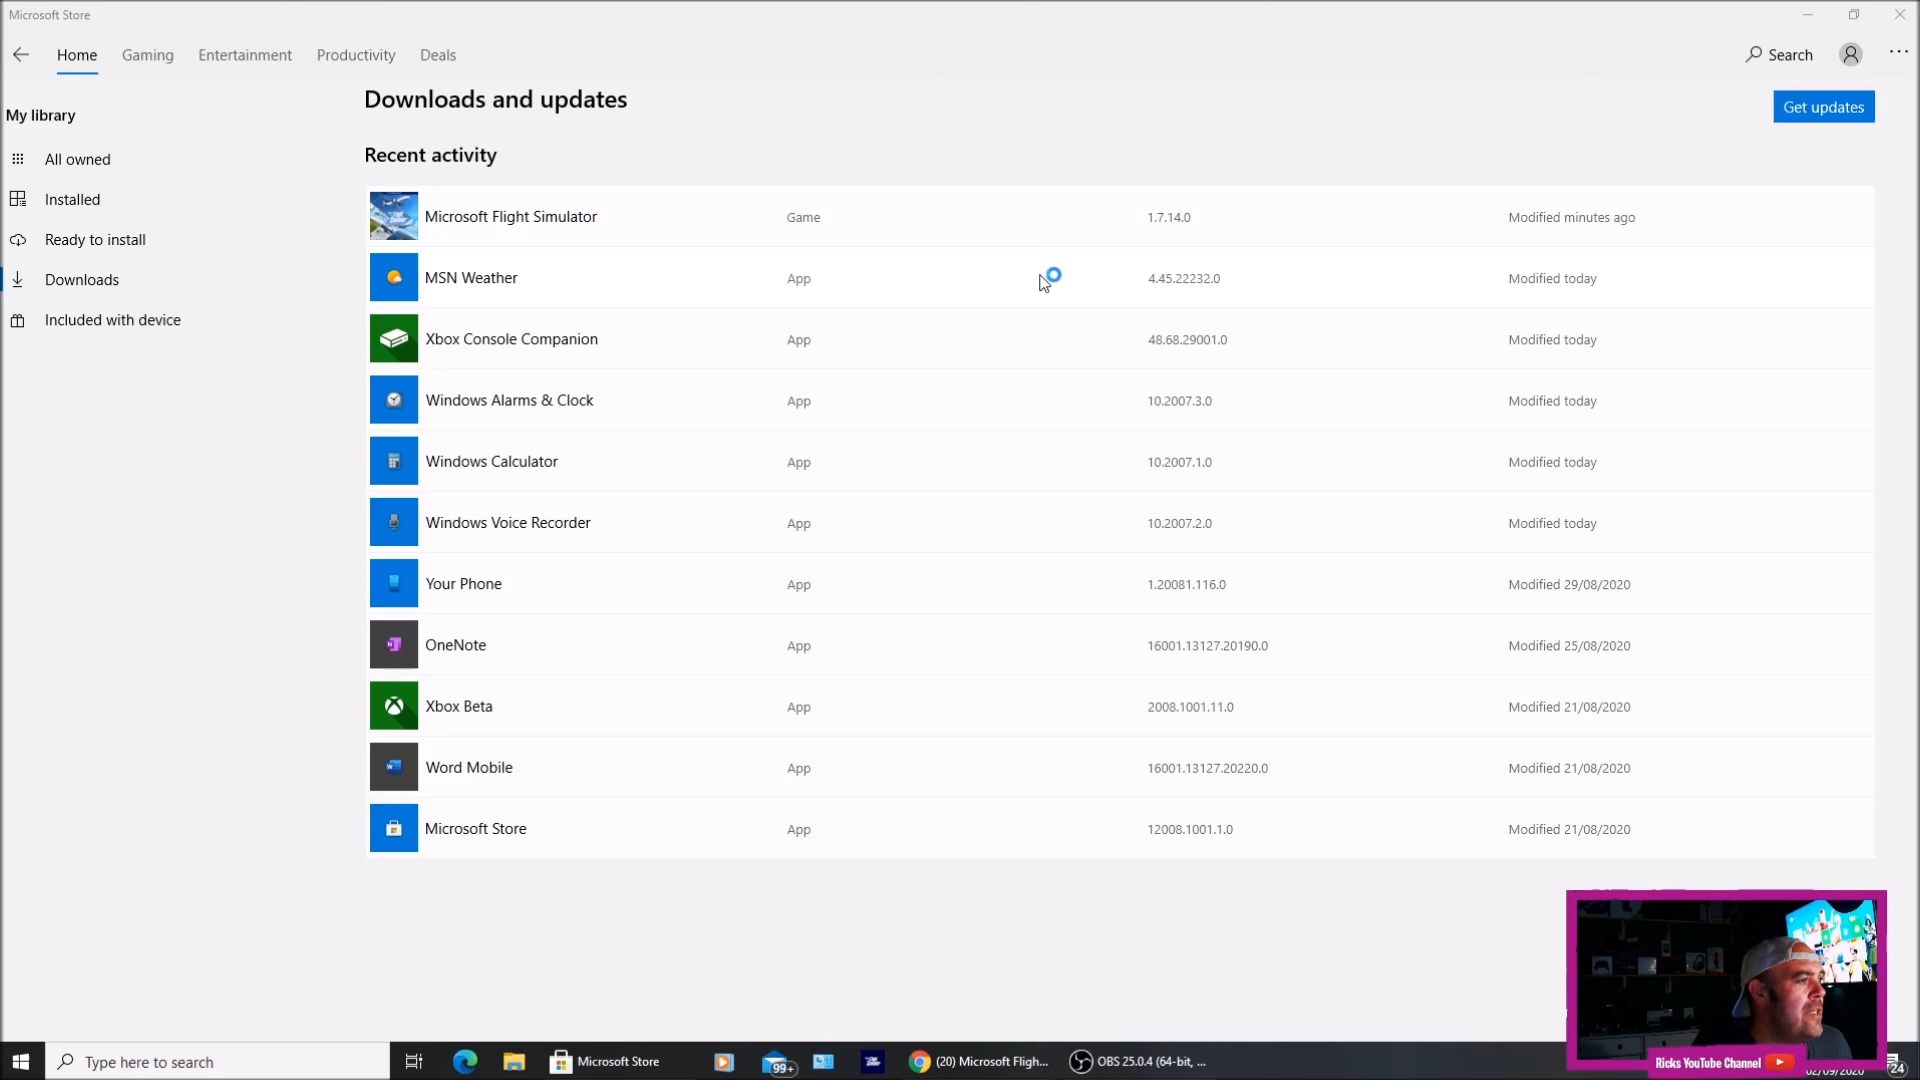 Microsoft Store
Home Gaming Entertainment Productivity Deals Search
My library
All owned
Installed
Ready to install
Downloads
Included with device
Downloads and updates
Get updates
Recent activity
Microsoft Flight Simulator Game 1.7.14.0 Modified minutes ago
MSN Weather App 4.45.22232.0 Modified today
Xbox Console Companion App 48.68.29001.0 Modified today
Windows Alarms & Clock App 10.2007.3.0 Modified today
Windows Calculator App 10.2007.1.0 Modified today
Windows Voice Recorder App 10.2007.2.0 Modified today
Your Phone App 1.20081.116.0 Modified 29/08/2020
OneNote App 16001.13127.20190.0 Modified 25/08/2020
Xbox Beta App 2008.1001.11.0 Modified 21/08/2020
Word Mobile App 16001.13127.20220.0 Modified 21/08/2020
Microsoft Store App 12008.1001.1.0 Modified 21/08/2020
Ricks YouTube Channel
Type here to search Microsoft Store 99+ (20) Microsoft Fligh... OBS 25.0.4 (64-bit, ... 02/09/2020 24